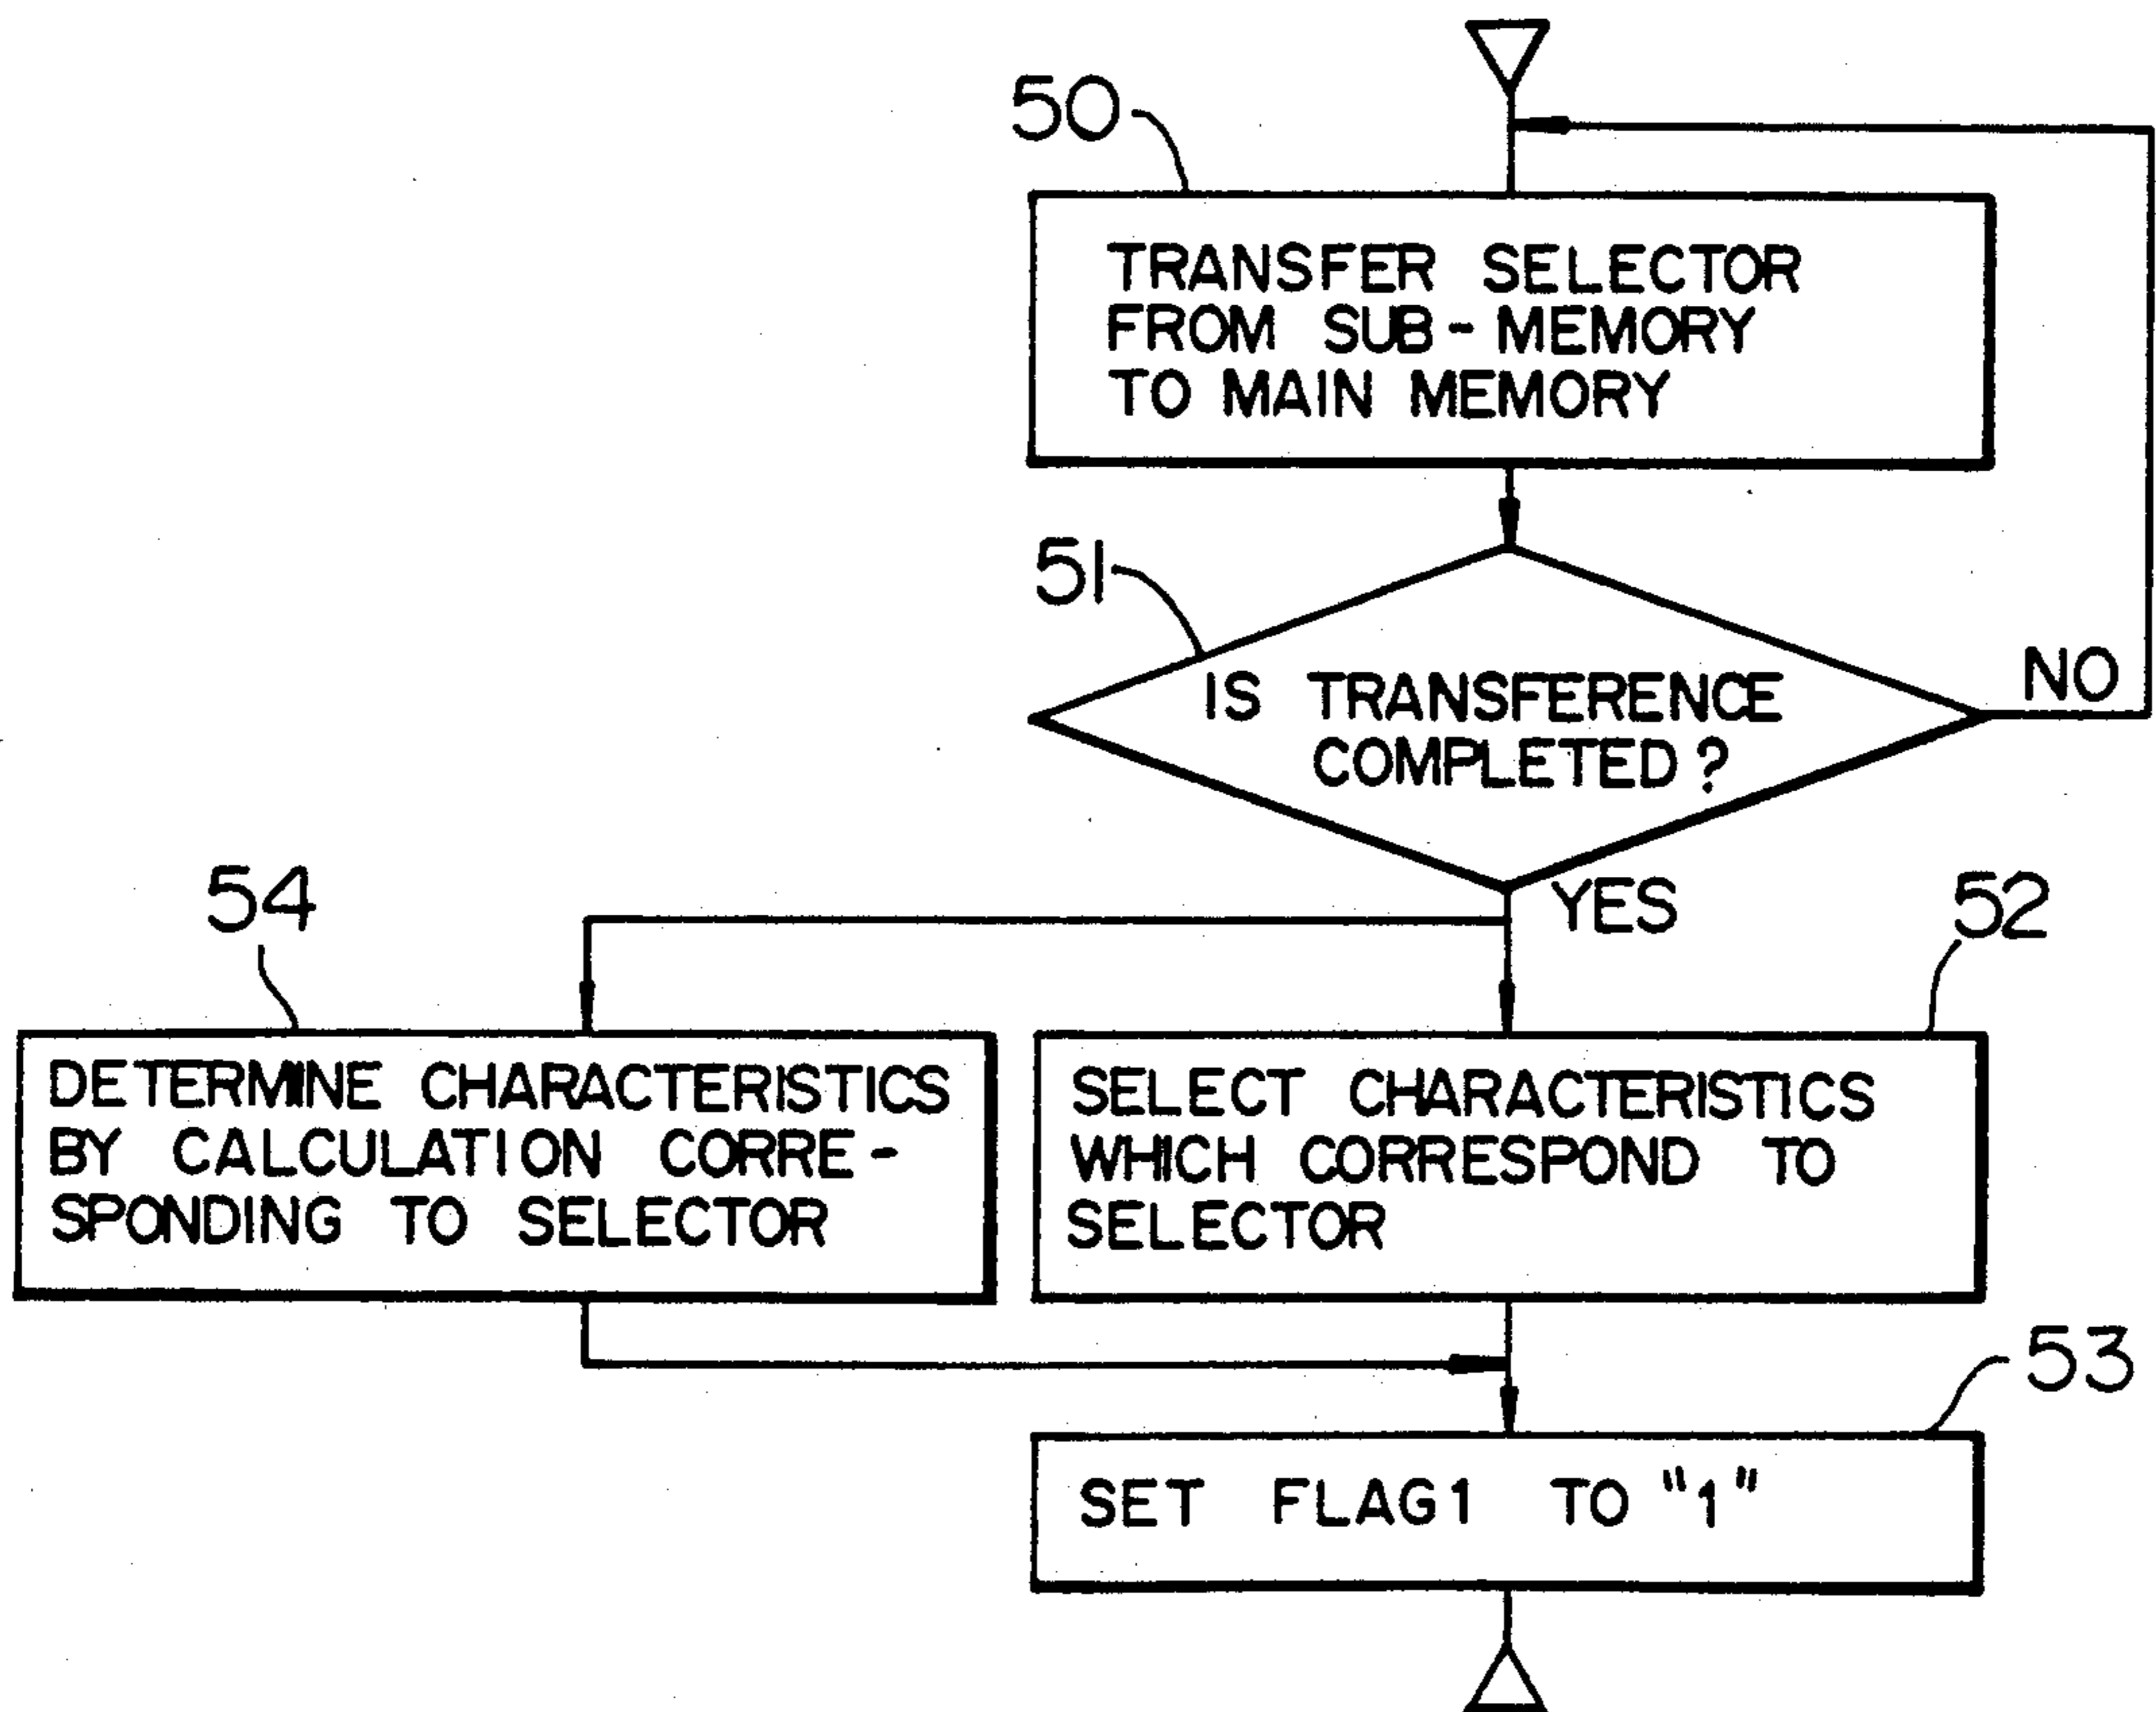 50
TRANSFER SELECTOR
FROM SUB-MEMORY
TO MAIN MEMORY
51
IS TRANSFERENCE
COMPLETED?
NO
YES
54
52
DETERMINE CHARACTERISTICS
BY CALCULATION CORRE-
SPONDING TO SELECTOR
SELECT CHARACTERISTICS
WHICH CORRESPOND TO
SELECTOR
53
SET FLAG1 TO "1"